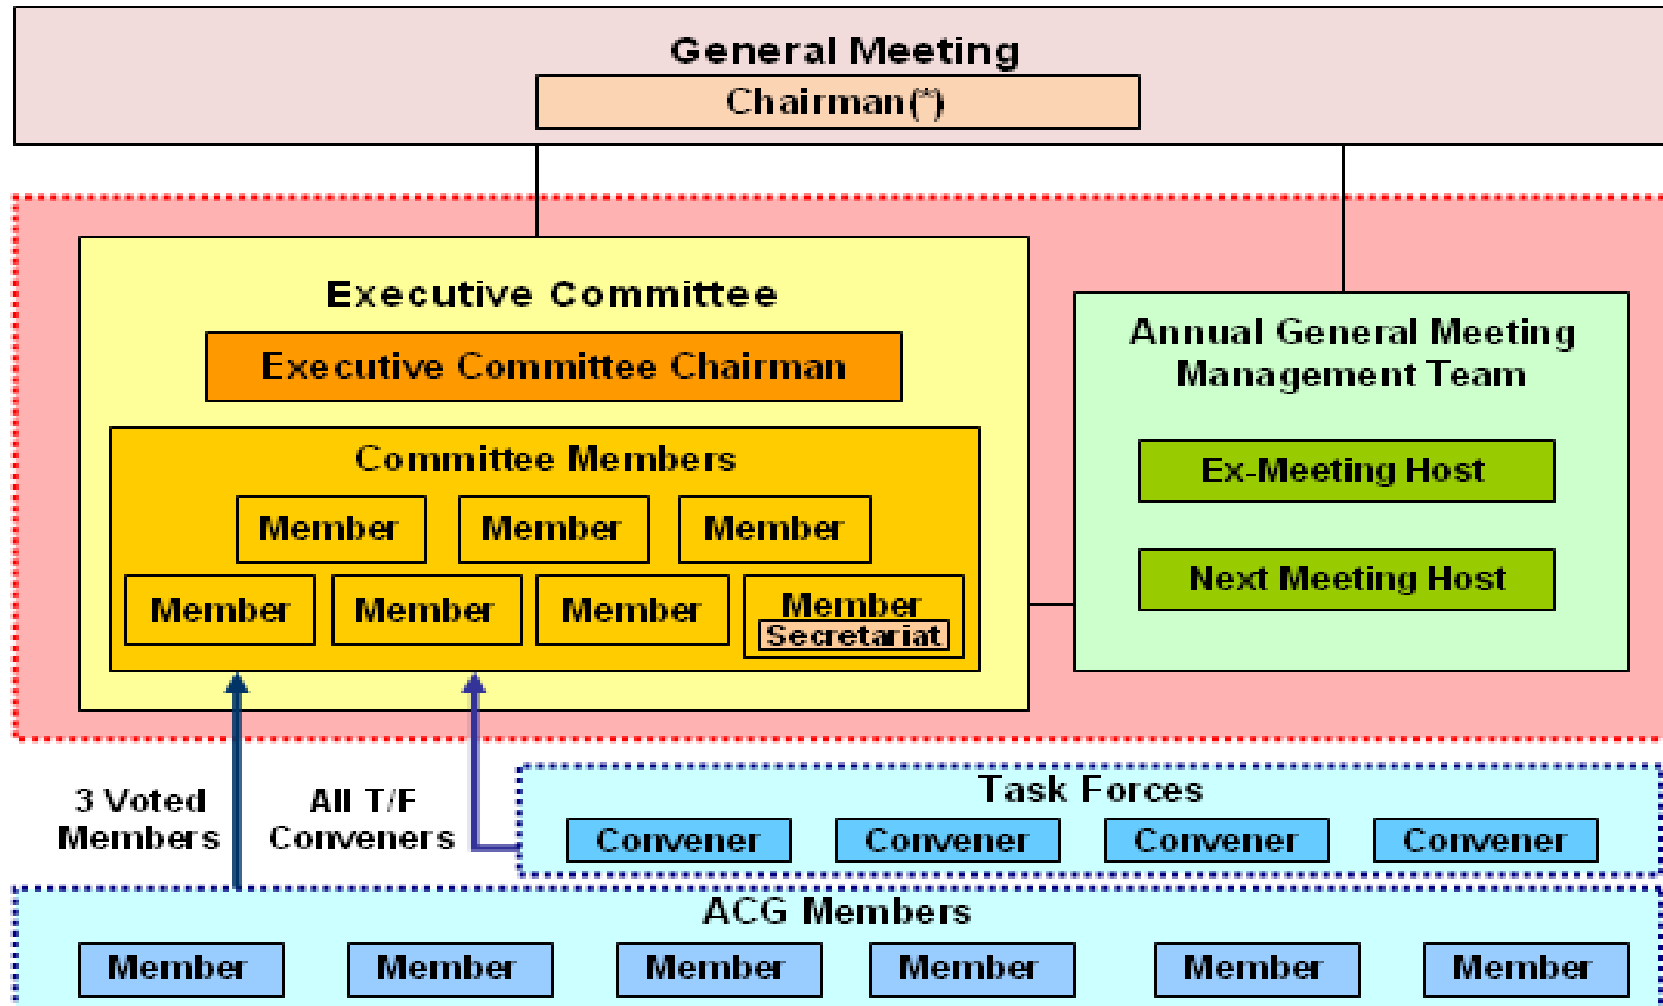 General Meeting
Chairman(*)
Executive Committee
Executive Committee Chairman
Committee Members
Member Member Member
Member Member Member Member
Secretariat
Annual General Meeting
Management Team
Ex-Meeting Host
Next Meeting Host
3 Voted
Members
All T/F
Conveners
Task Forces
Convener Convener Convener Convener
ACG Members
Member Member Member Member Member Member